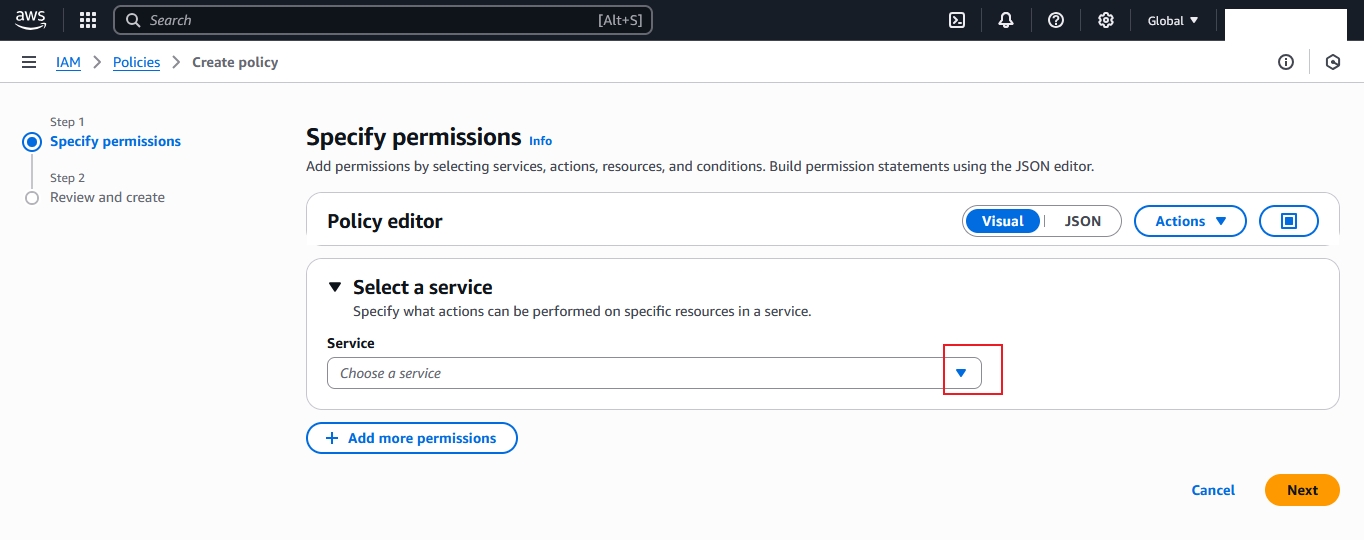 aws
Search [Alt+S]
Global
IAM > Policies > Create policy
Step 1
Specify permissions
Step 2
Review and create
Specify permissions Info
Add permissions by selecting services, actions, resources, and conditions. Build permission statements using the JSON editor.
Policy editor
Visual | JSON
Actions
Select a service
Specify what actions can be performed on specific resources in a service.
Service
Choose a service
+ Add more permissions
Cancel
Next